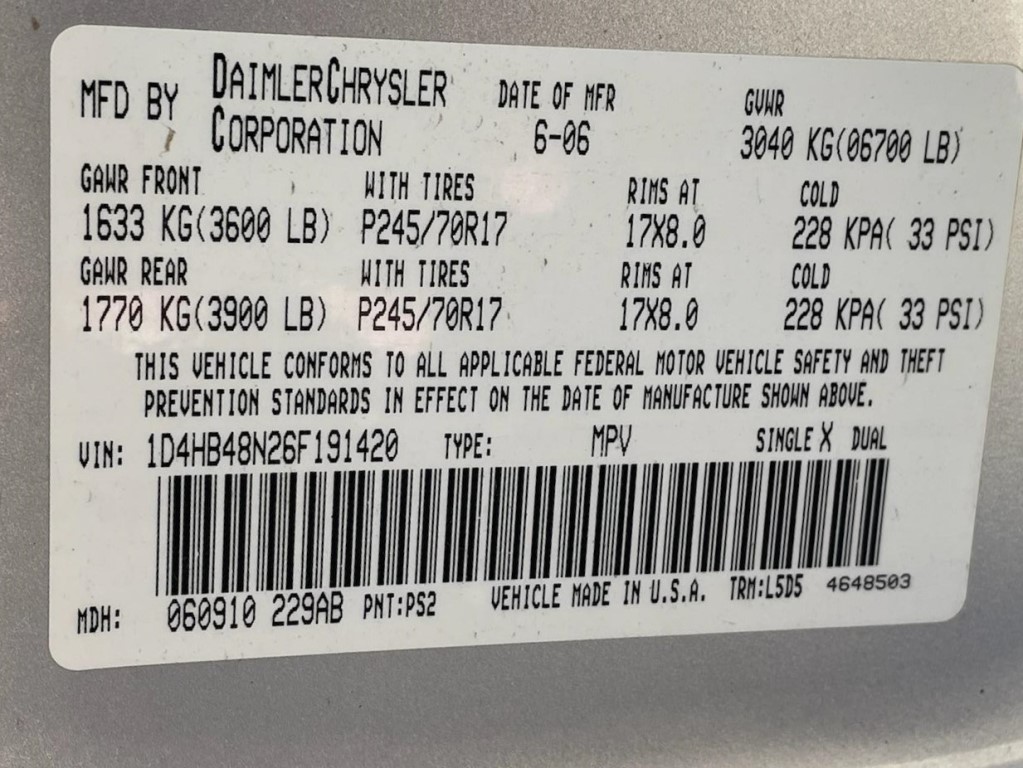 MFD BY DAIMLERCHRYSLER CORPORATION DATE OF MFR 6-06 GVWR 3040 KG(06700 LB)
GAWR FRONT WITH TIRES RIMS AT COLD
1633 KG(3600 LB) P245/70R17 17X8.0 228 KPA( 33 PSI)
GAWR REAR WITH TIRES RIMS AT COLD
1770 KG(3900 LB) P245/70R17 17X8.0 228 KPA( 33 PSI)
THIS VEHICLE CONFORMS TO ALL APPLICABLE FEDERAL MOTOR VEHICLE SAFETY AND THEFT
PREVENTION STANDARDS IN EFFECT ON THE DATE OF MANUFACTURE SHOWN ABOVE.
VIN: 1D4HB48N26F191420 TYPE: MPV SINGLE X DUAL
MDH: 060910 229AB PNT:PS2 VEHICLE MADE IN U.S.A. TRM:L5D5 4648503